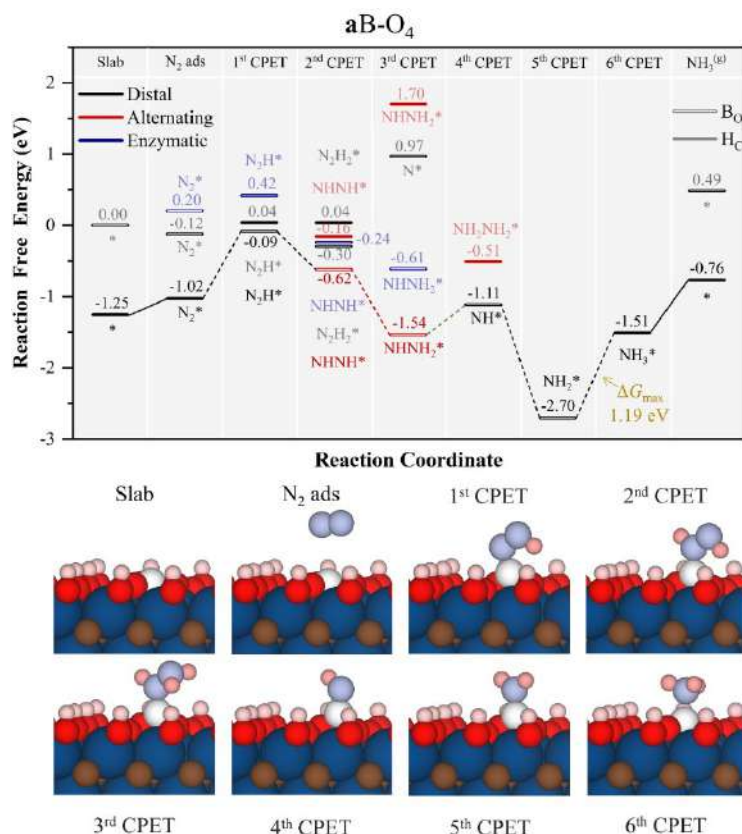 aB-O₄
Slab N₂ ads 1ˢᵗ CPET 2ⁿᵈ CPET 3ʳᵈ CPET 4ᵗʰ CPET 5ᵗʰ CPET 6ᵗʰ CPET NH₃⁽ᵍ⁾
Reaction Free Energy (eV)
2
1
0
-1
-2
-3
Distal
Alternating
Enzymatic
0.00
*
-1.25
*
N₂*
0.20
-0.12
N₂*
-1.02
N₂*
N₂H*
0.42
0.04
-0.09
N₂H*
N₂H*
N₂H₂*
NHNH*
0.04
-0.16
-0.24
-0.30
-0.62
NHNH*
N₂H₂*
NHNH*
1.70
NHNH₂*
0.97
N*
-0.61
NHNH₂*
-1.54
NHNH₂*
NH₂NH₂*
-0.51
-1.11
NH*
NH₂*
-2.70
-1.51
NH₃*
ΔGₘₐₓ
1.19 eV
0.49
*
-0.76
*
Reaction Coordinate
Slab N₂ ads 1ˢᵗ CPET 2ⁿᵈ CPET
3ʳᵈ CPET 4ᵗʰ CPET 5ᵗʰ CPET 6ᵗʰ CPET